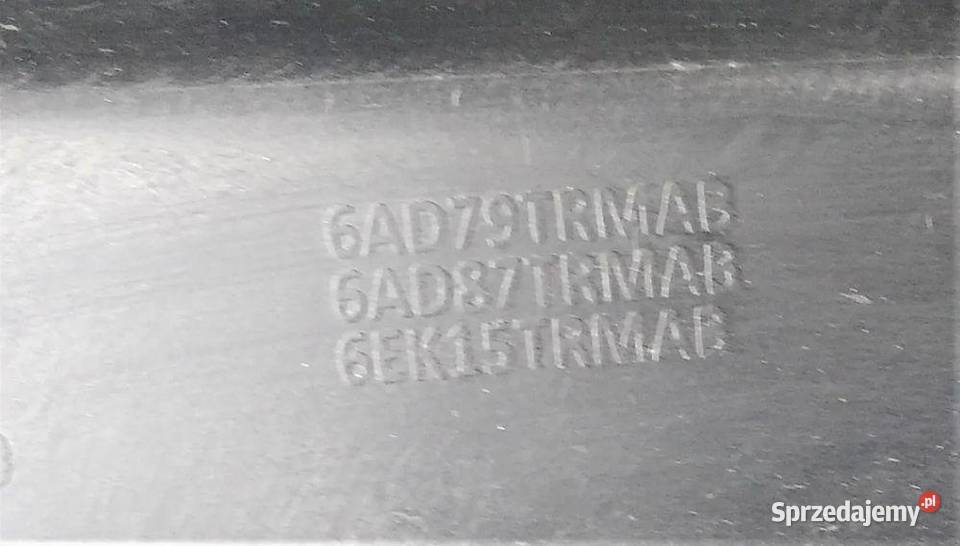 6AD79TRMAB
6AD87TRMAB
6EK15TRMAB
Sprzedajemy.pl